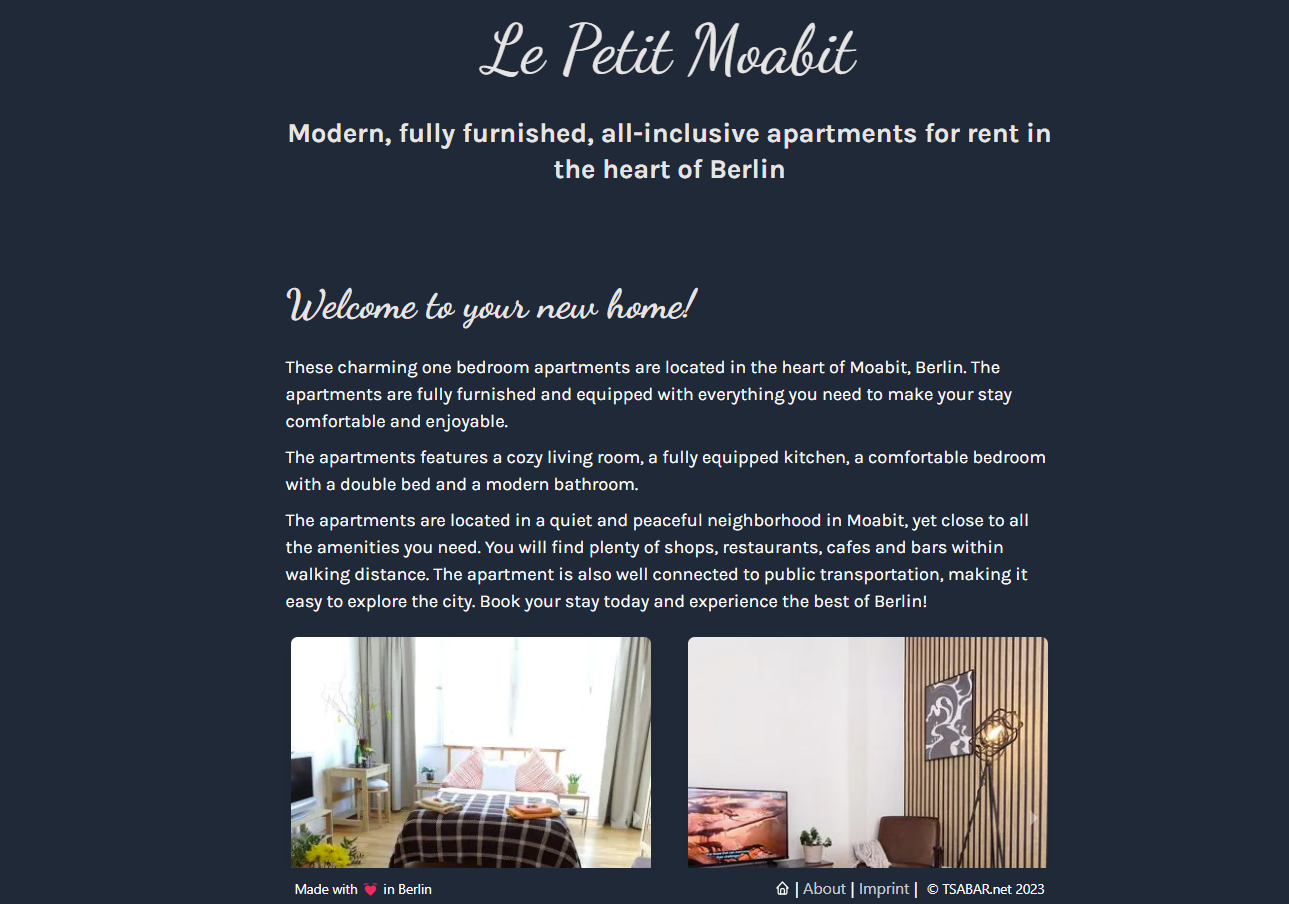 Le Petit Moabit
Modern, fully furnished, all-inclusive apartments for rent in
the heart of Berlin
Welcome to your new home!
These charming one bedroom apartments are located in the heart of Moabit, Berlin. The
apartments are fully furnished and equipped with everything you need to make your stay
comfortable and enjoyable.
The apartments features a cozy living room, a fully equipped kitchen, a comfortable bedroom
with a double bed and a modern bathroom.
The apartments are located in a quiet and peaceful neighborhood in Moabit, yet close to all
the amenities you need. You will find plenty of shops, restaurants, cafes and bars within
walking distance. The apartment is also well connected to public transportation, making it
easy to explore the city. Book your stay today and experience the best of Berlin!
Made with 💓 in Berlin
| About | Imprint | © TSABAR.net 2023